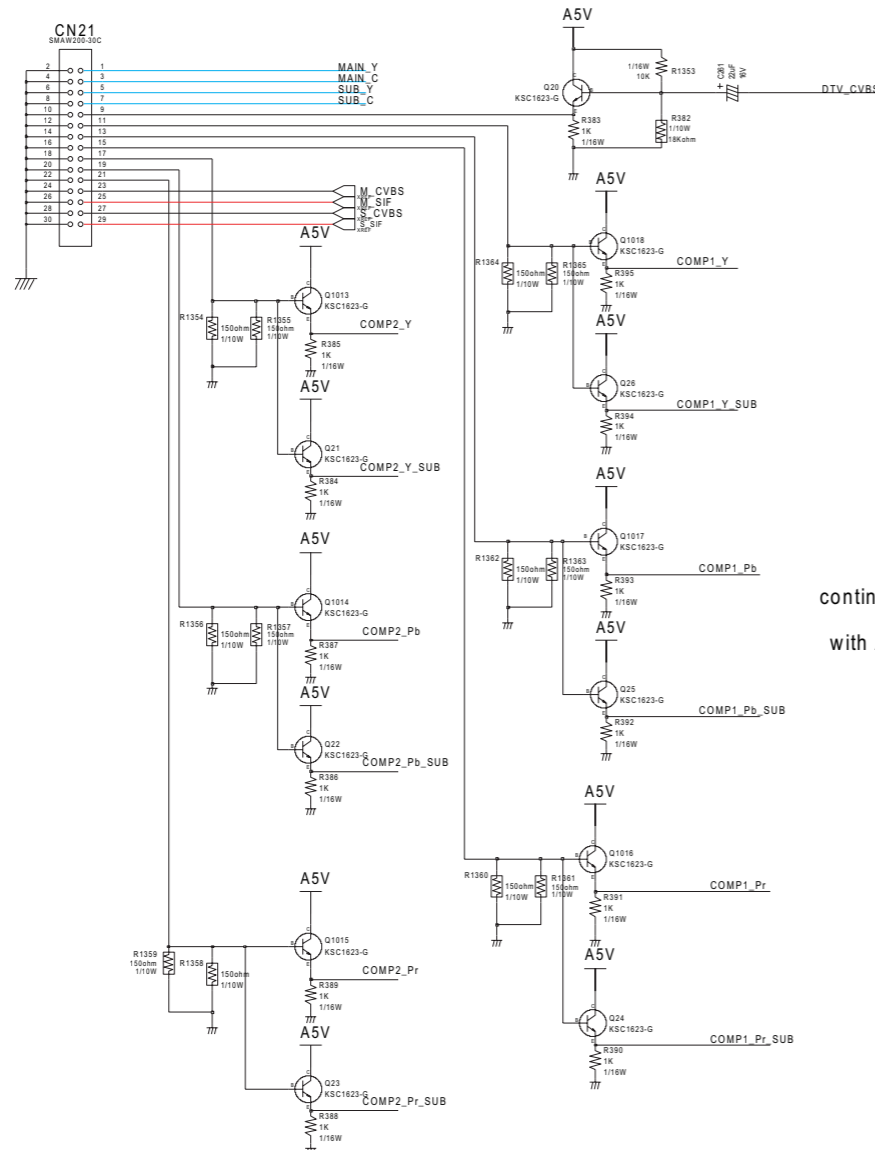 CN21
SMAW200-30C
2 1 MAIN_Y
4 3 MAIN_C
6 5 SUB_Y
8 7 SUB_C
10 9
12 11
14 13
16 15
18 17
20 19
22 21
24 23 M_CVBS
XREF
26 25 M_SIF
XREF
28 27 S_CVBS
XREF
30 29 S_SIF
XREF
A5V
1/16W
10K
R1353
+ C261
22uF
16V
DTV_CVBS
Q20
KSC1623-G
C
B
E
R383
1K
1/16W
R382
1/10W
18Kohm
A5V
Q1013
KSC1623-G
C
B
E
R1354
150ohm
1/10W
R1355
150ohm
1/10W
COMP2_Y
R385
1K
1/16W
A5V
Q21
KSC1623-G
C
B
E
COMP2_Y_SUB
R384
1K
1/16W
A5V
Q1014
KSC1623-G
C
B
E
R1356
150ohm
1/10W
R1357
150ohm
1/10W
COMP2_Pb
R387
1K
1/16W
A5V
Q22
KSC1623-G
C
B
E
COMP2_Pb_SUB
R386
1K
1/16W
A5V
Q1015
KSC1623-G
C
B
E
R1359
150ohm
1/10W
R1358
150ohm
1/10W
COMP2_Pr
R389
1K
1/16W
A5V
Q23
KSC1623-G
C
B
E
COMP2_Pr_SUB
R388
1K
1/16W
A5V
Q1018
KSC1623-G
C
B
E
R1364
150ohm
1/10W
R1365
150ohm
1/10W
COMP1_Y
R395
1K
1/16W
A5V
Q26
KSC1623-G
C
B
E
COMP1_Y_SUB
R394
1K
1/16W
A5V
Q1017
KSC1623-G
C
B
E
R1362
150ohm
1/10W
R1363
150ohm
1/10W
COMP1_Pb
R393
1K
1/16W
A5V
Q25
KSC1623-G
C
B
E
COMP1_Pb_SUB
R392
1K
1/16W
A5V
Q1016
KSC1623-G
C
B
E
R1360
150ohm
1/10W
R1361
150ohm
1/10W
COMP1_Pr
R391
1K
1/16W
A5V
Q24
KSC1623-G
C
B
E
COMP1_Pr_SUB
R390
1K
1/16W
contin
with